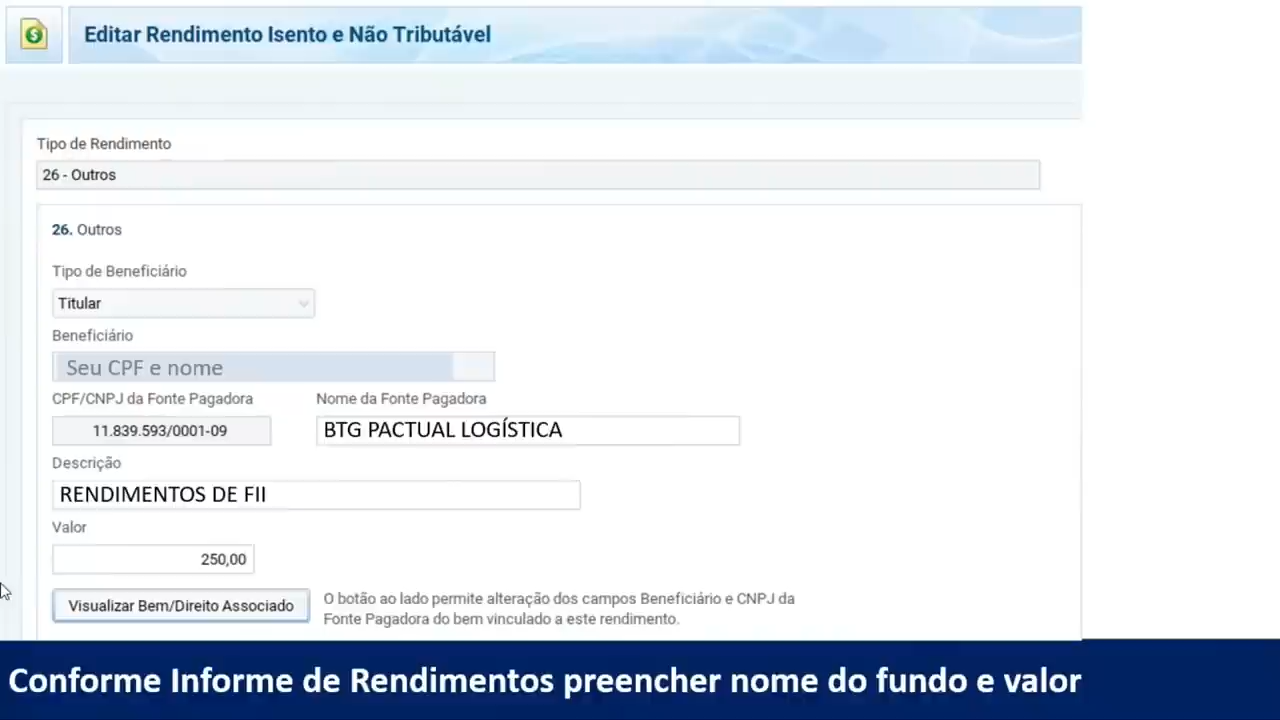 Editar Rendimento Isento e Não Tributável
Tipo de Rendimento
26 - Outros
26. Outros
Tipo de Beneficiário
Titular
Beneficiário
Seu CPF e nome
CPF/CNPJ da Fonte Pagadora
Nome da Fonte Pagadora
11.839.593/0001-09
BTG PACTUAL LOGÍSTICA
Descrição
RENDIMENTOS DE FII
Valor
250,00
Visualizar Bem/Direito Associado
O botão ao lado permite alteração dos campos Beneficiário e CNPJ da
Fonte Pagadora do bem vinculado a este rendimento.
Conforme Informe de Rendimentos preencher nome do fundo e valor